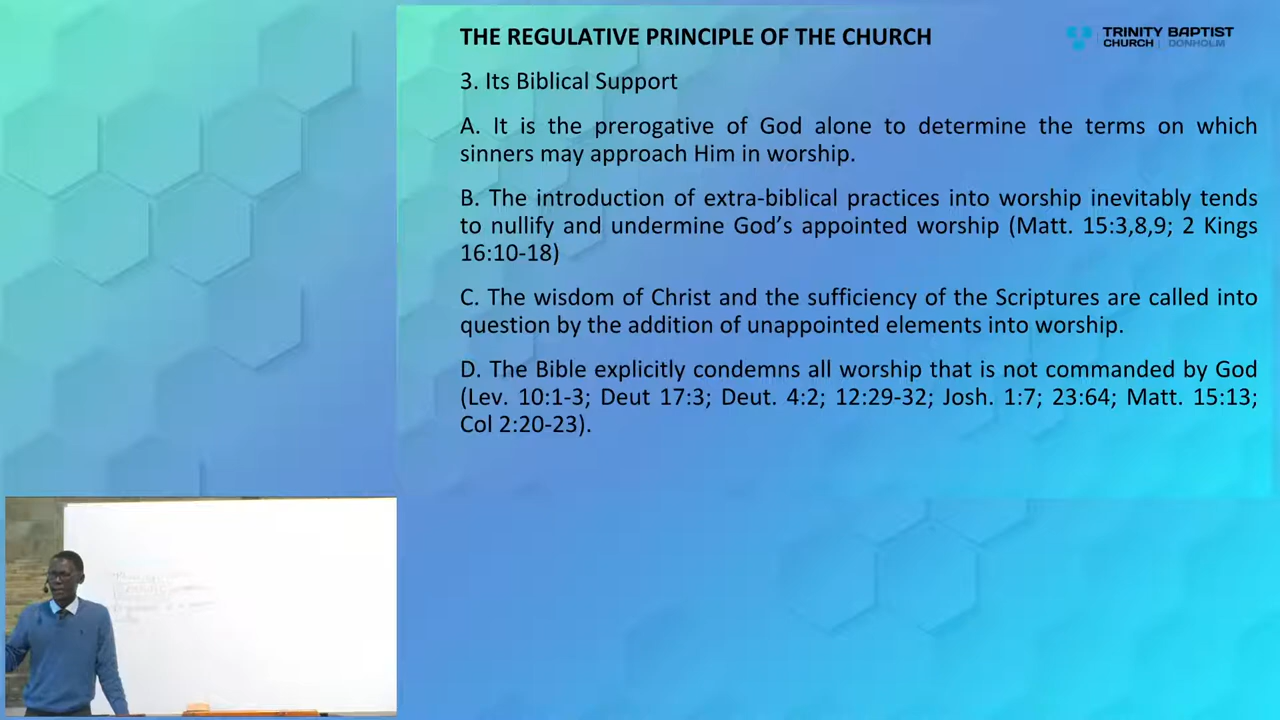 THE REGULATIVE PRINCIPLE OF THE CHURCH
TRINITY BAPTIST
CHURCH | DONHOLM
3. Its Biblical Support
A. It is the prerogative of God alone to determine the terms on which
sinners may approach Him in worship.
B. The introduction of extra-biblical practices into worship inevitably tends
to nullify and undermine God's appointed worship (Matt. 15:3,8,9; 2 Kings
16:10-18)
C. The wisdom of Christ and the sufficiency of the Scriptures are called into
question by the addition of unappointed elements into worship.
D. The Bible explicitly condemns all worship that is not commanded by God
(Lev. 10:1-3; Deut 17:3; Deut. 4:2; 12:29-32; Josh. 1:7; 23:64; Matt. 15:13;
Col 2:20-23).